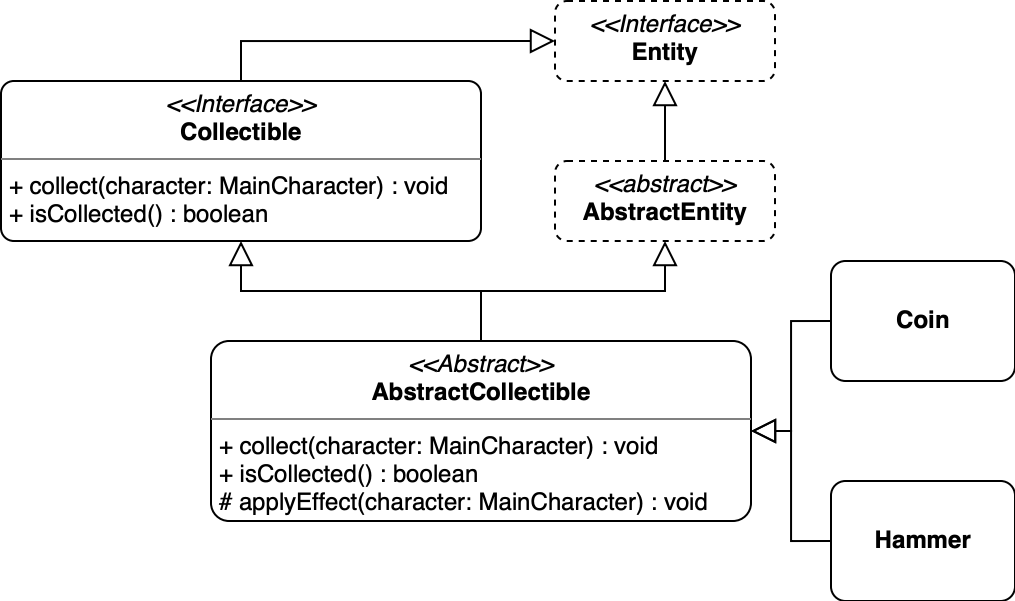 <<Interface>>
Entity
<<Interface>>
Collectible
+ collect(character: MainCharacter) : void
+ isCollected() : boolean
<<abstract>>
AbstractEntity
Coin
<<Abstract>>
AbstractCollectible
+ collect(character: MainCharacter) : void
+ isCollected() : boolean
# applyEffect(character: MainCharacter) : void
Hammer